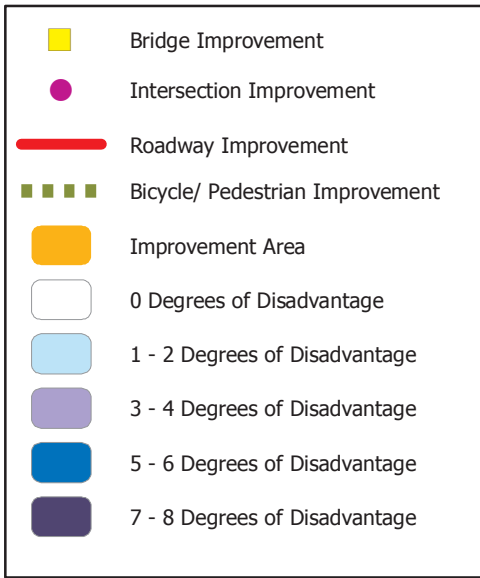 Bridge Improvement
Intersection Improvement
Roadway Improvement
Bicycle/ Pedestrian Improvement
Improvement Area
0 Degrees of Disadvantage
1 - 2 Degrees of Disadvantage
3 - 4 Degrees of Disadvantage
5 - 6 Degrees of Disadvantage
7 - 8 Degrees of Disadvantage